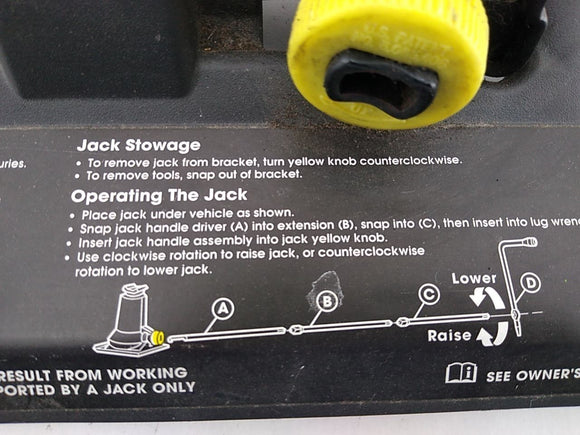 U.S. PATENT
Jack Stowage
uries.
• To remove jack from bracket, turn yellow knob counterclockwise.
• To remove tools, snap out of bracket.
Operating The Jack
• Place jack under vehicle as shown.
• Snap jack handle driver (A) into extension (B), snap into (C), then insert into lug wren
• Insert jack handle assembly into jack yellow knob.
• Use clockwise rotation to raise jack, or counterclockwise
rotation to lower jack.
Lower
A
B
C
D
Raise
RESULT FROM WORKING
PORTED BY A JACK ONLY
SEE OWNER'S